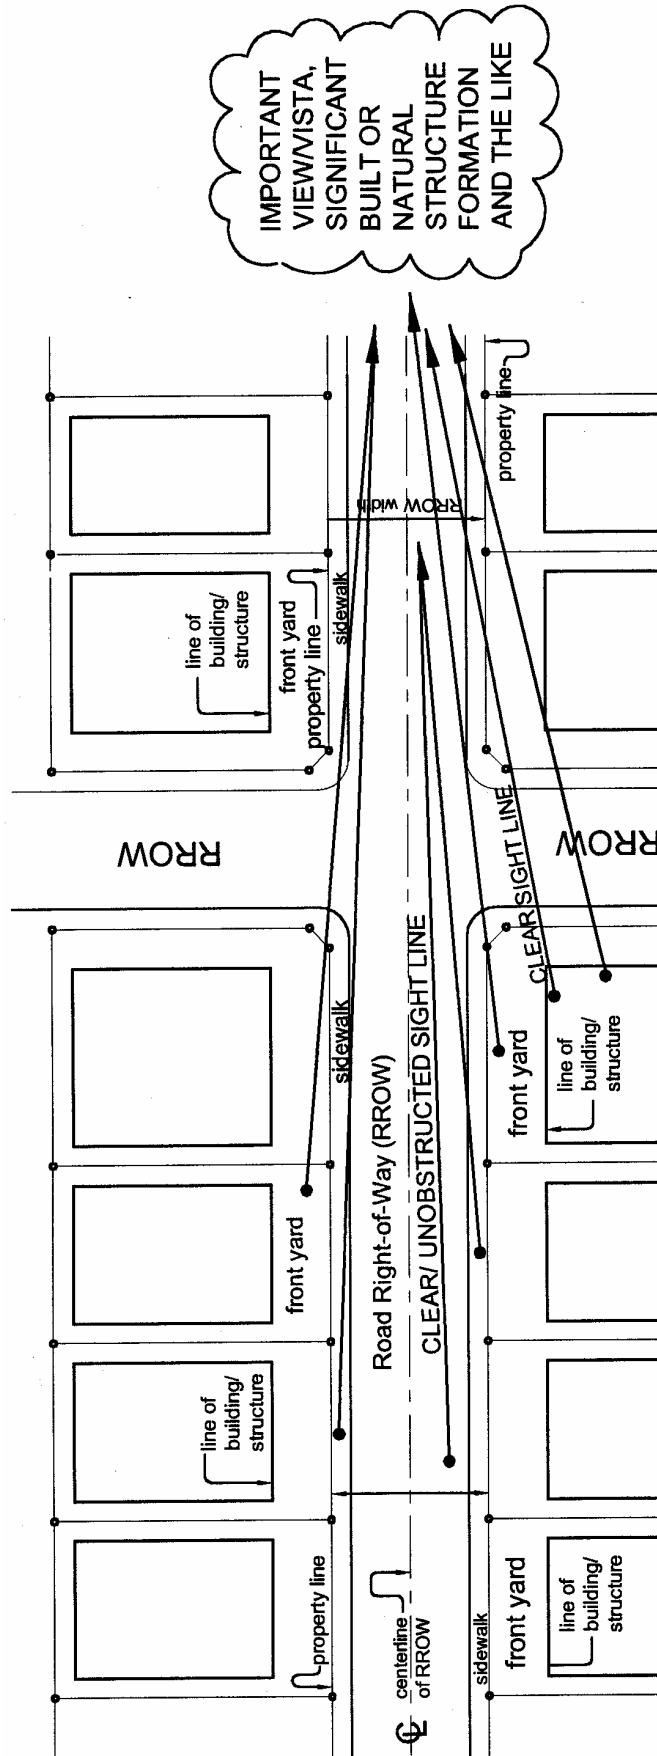 IMPORTANT
VIEW/VISTA,
SIGNIFICANT
BUILT OR
NATURAL
STRUCTURE
FORMATION
AND THE LIKE
property line
RROW width
line of
building/
structure
front yard
property line
sidewalk
RROW
RROW
CLEAR SIGHT LINE
sidewalk
Road Right-of-Way (RROW)
CLEAR/ UNOBSTRUCTED SIGHT LINE
front yard
line of
building/
structure
front yard
line of
building/
structure
property line
℄
centerline
of RROW
sidewalk
front yard
line of
building/
structure